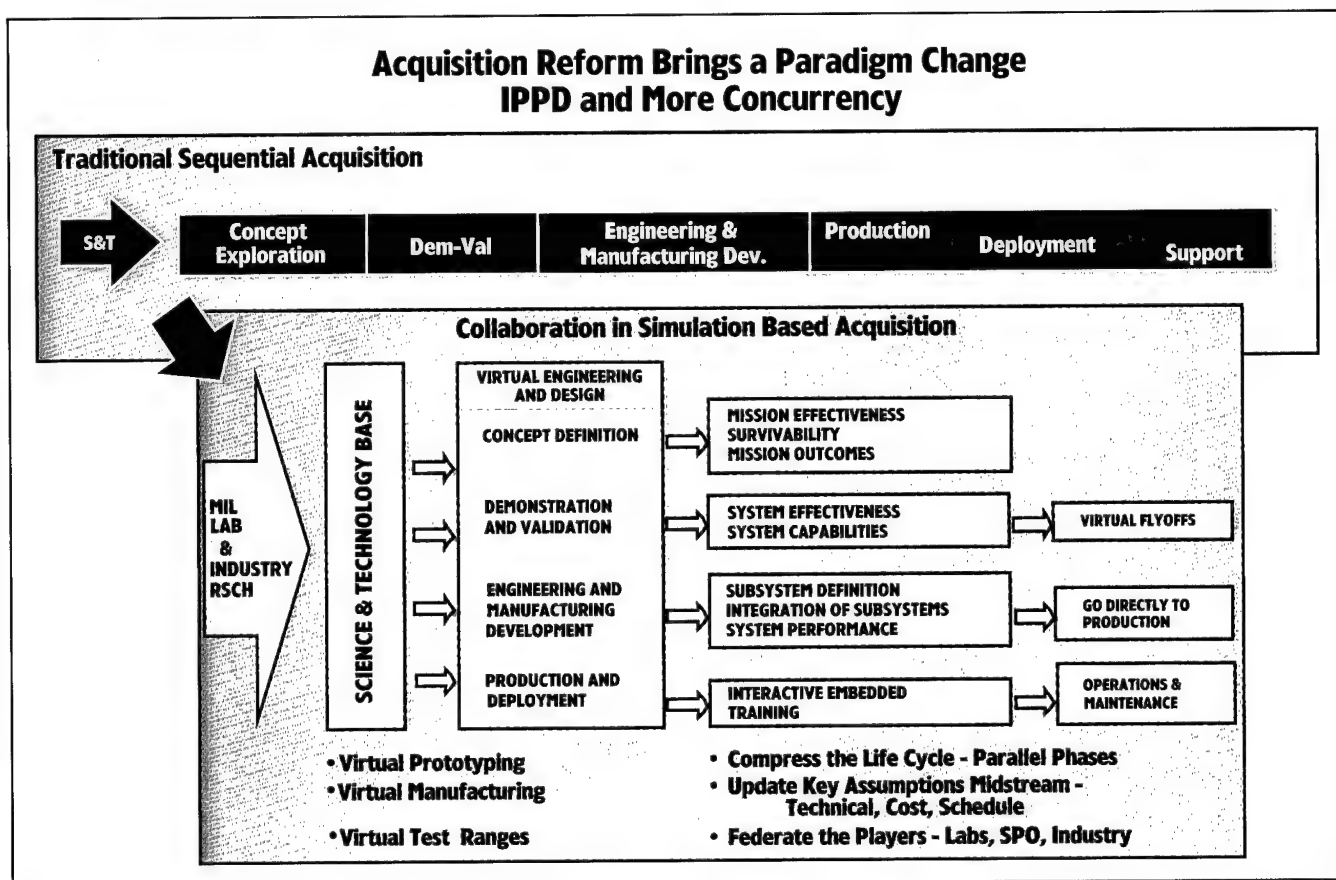 Acquisition Reform Brings a Paradigm Change
IPPD and More Concurrency
Traditional Sequential Acquisition
S&T
Concept
Exploration
Dem-Val
Engineering &
Manufacturing Dev.
Production
Deployment
Support
Collaboration in Simulation Based Acquisition
MIL
LAB
&
INDUSTRY
RSCH
SCIENCE & TECHNOLOGY BASE
VIRTUAL ENGINEERING
AND DESIGN
CONCEPT DEFINITION
DEMONSTRATION
AND VALIDATION
ENGINEERING AND
MANUFACTURING
DEVELOPMENT
PRODUCTION AND
DEPLOYMENT
MISSION EFFECTIVENESS
SURVIVABILITY
MISSION OUTCOMES
SYSTEM EFFECTIVENESS
SYSTEM CAPABILITIES
VIRTUAL FLYOFFS
SUBSYSTEM DEFINITION
INTEGRATION OF SUBSYSTEMS
SYSTEM PERFORMANCE
GO DIRECTLY TO
PRODUCTION
INTERACTIVE EMBEDDED
TRAINING
OPERATIONS &
MAINTENANCE
• Virtual Prototyping
• Virtual Manufacturing
• Virtual Test Ranges
• Compress the Life Cycle - Parallel Phases
• Update Key Assumptions Midstream -
Technical, Cost, Schedule
• Federate the Players - Labs, SPO, Industry